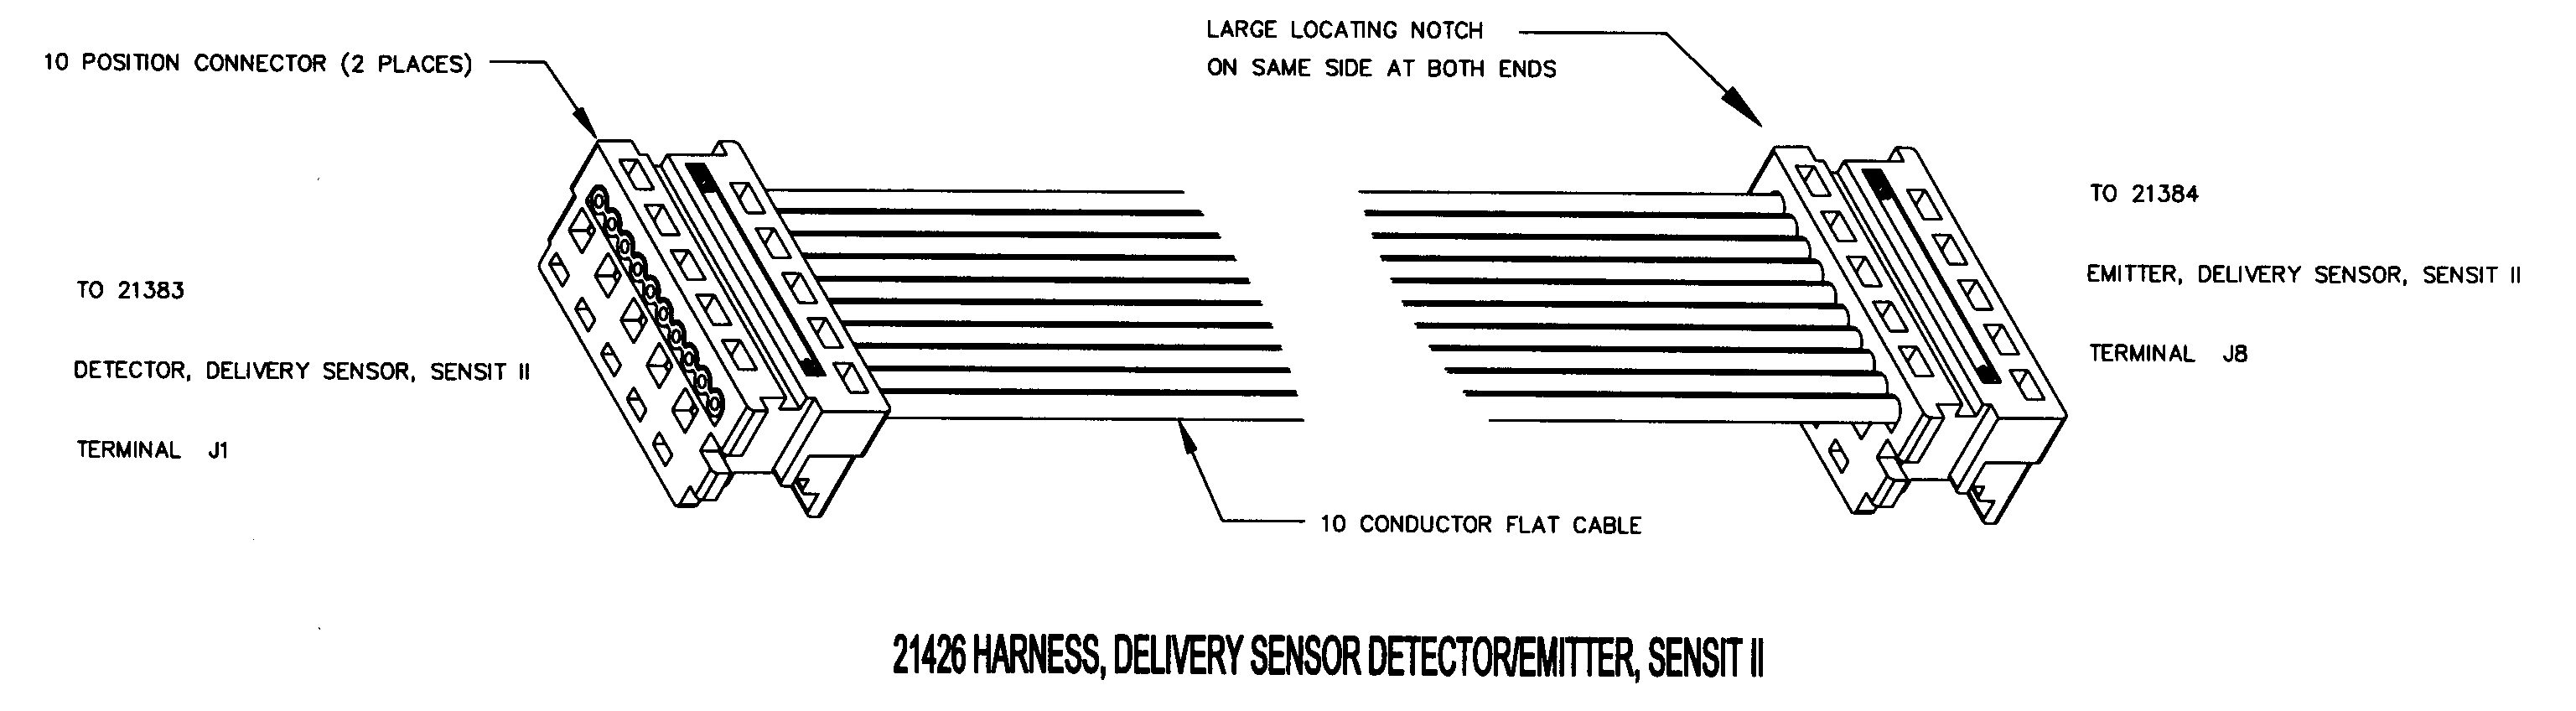 10 POSITION CONNECTOR (2 PLACES)
LARGE LOCATING NOTCH
ON SAME SIDE AT BOTH ENDS
TO 21383
DETECTOR, DELIVERY SENSOR, SENSIT II
TERMINAL J1
TO 21384
EMITTER, DELIVERY SENSOR, SENSIT II
TERMINAL J8
10 CONDUCTOR FLAT CABLE
21426 HARNESS, DELIVERY SENSOR DETECTOR/EMITTER, SENSIT II